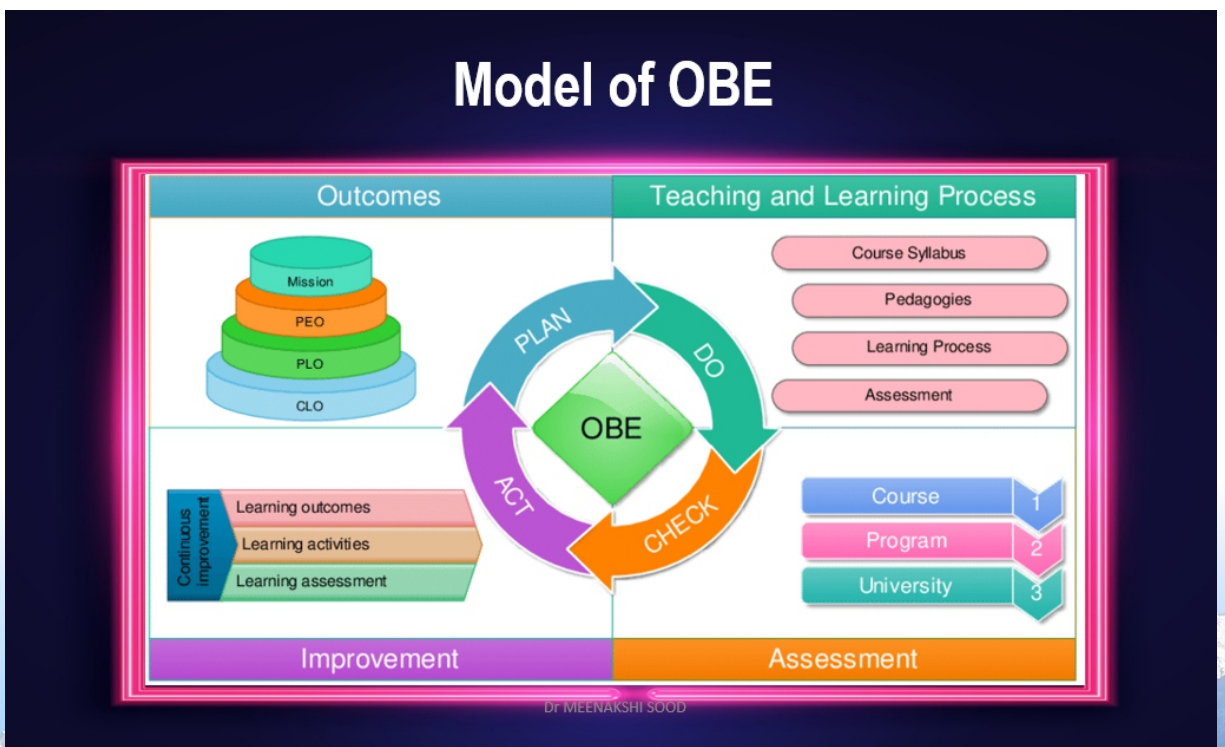 Model of OBE
Outcomes
Teaching and Learning Process
Mission
PEO
PLO
CLO
Course Syllabus
Pedagogies
Learning Process
Assessment
PLAN
DO
CHECK
ACT
OBE
Continuous
improvement
Learning outcomes
Learning activities
Learning assessment
Course 1
Program 2
University 3
Improvement
Assessment
Dr MEENAKSHI SOOD